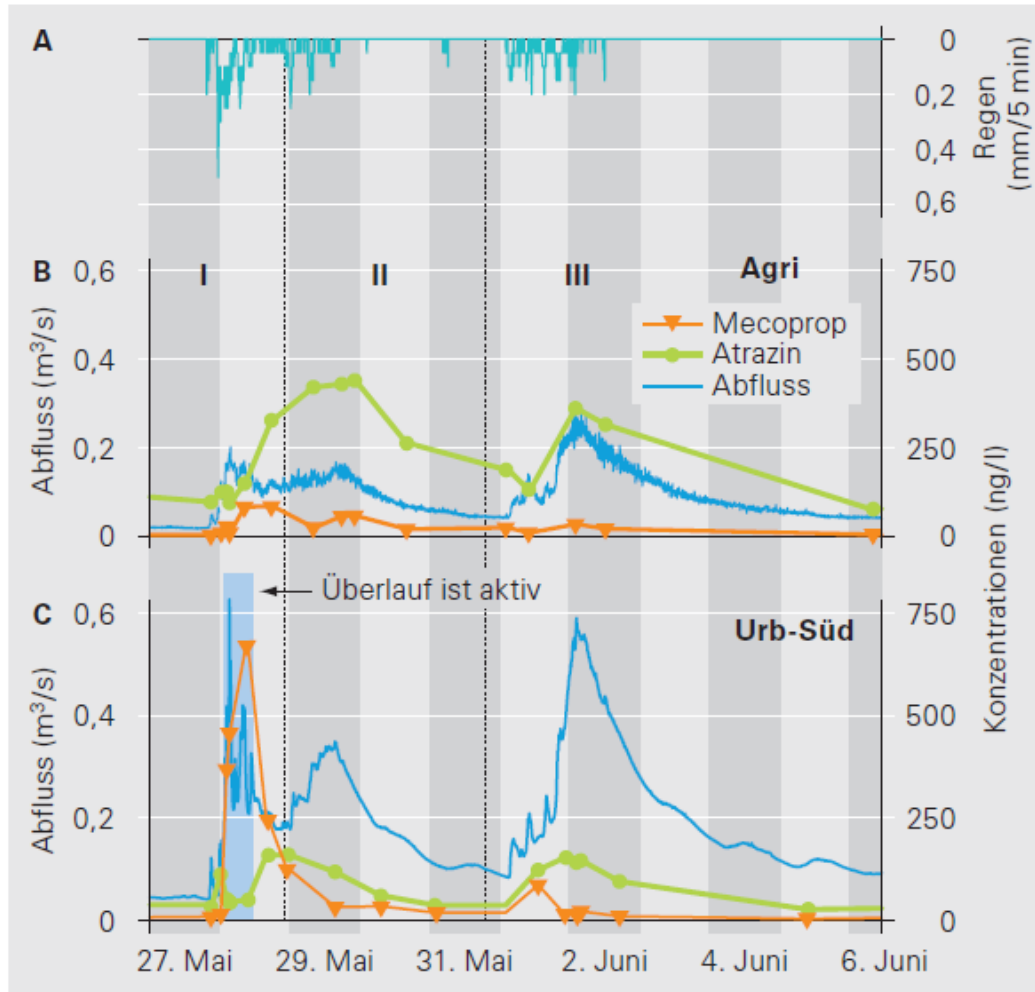 A
0
0,2
0,4
0,6
Regen
(mm/5 min)
B
I
II
III
Agri
0,6
0,4
0,2
0
Abfluss (m³/s)
750
500
250
0
Mecoprop
Atrazin
Abfluss
Konzentrationen (ng/l)
C
Überlauf ist aktiv
Urb-Süd
0,6
0,4
0,2
0
Abfluss (m³/s)
750
500
250
0
27. Mai
29. Mai
31. Mai
2. Juni
4. Juni
6. Juni